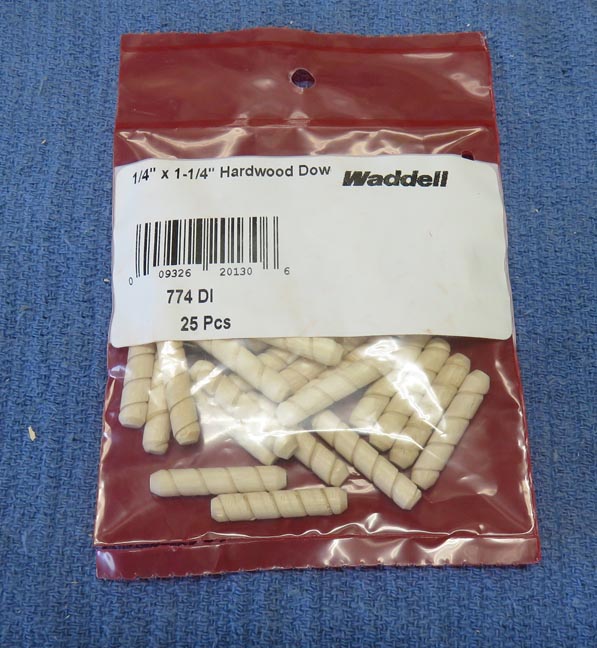 1/4" x 1-1/4" Hardwood Dow
Waddell
0 09326 20130 6
774 DI
25 Pcs